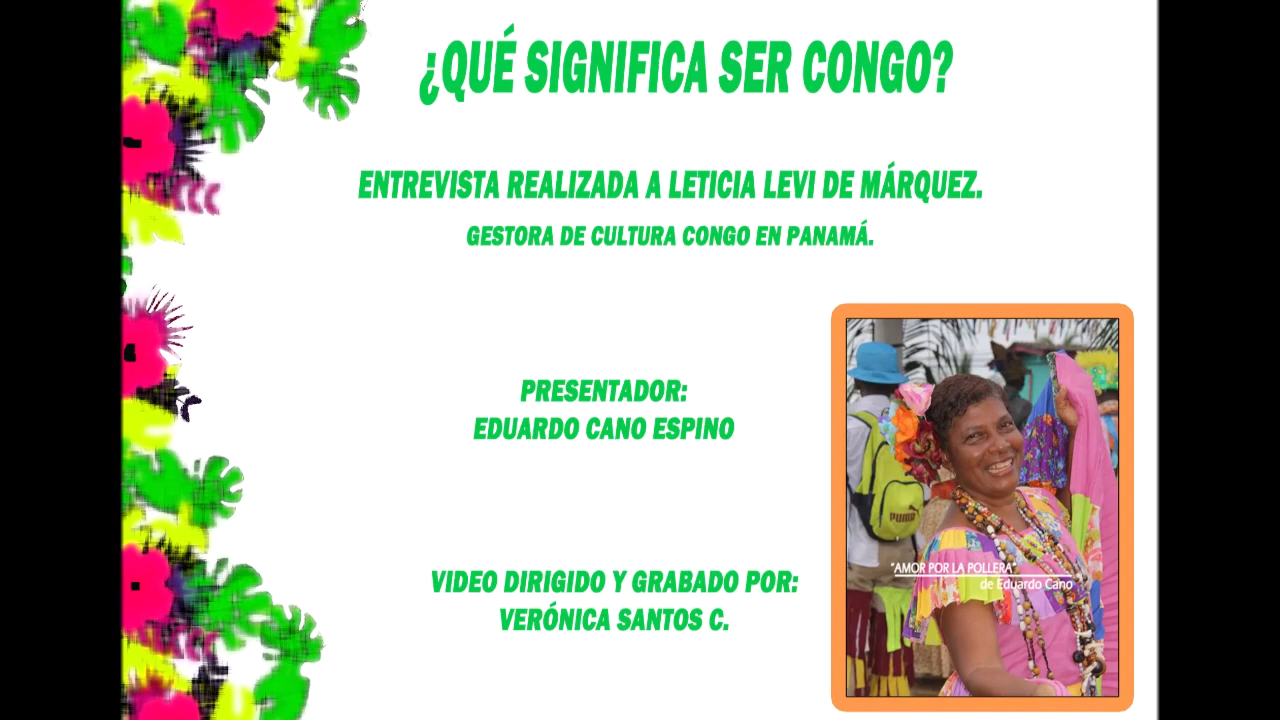 ¿QUÉ SIGNIFICA SER CONGO?
ENTREVISTA REALIZADA A LETICIA LEVI DE MÁRQUEZ.
GESTORA DE CULTURA CONGO EN PANAMÁ.
PRESENTADOR:
EDUARDO CANO ESPINO
PUMA
"AMOR POR LA POLLERA"
de Eduardo Cano
VIDEO DIRIGIDO Y GRABADO POR:
VERÓNICA SANTOS C.